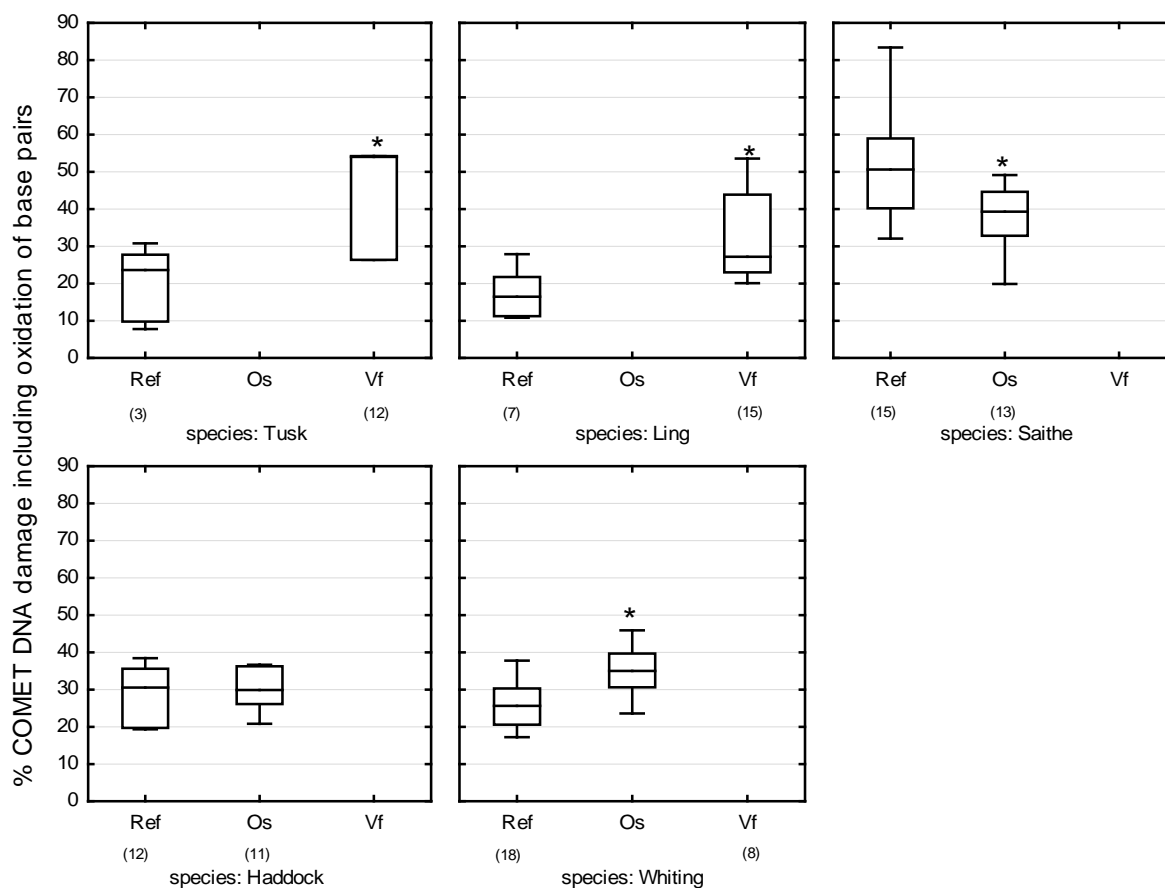 % COMET DNA damage including oxidation of base pairs
90
80
70
60
50
40
30
20
10
0
*
*
*
Ref Os Vf
(3) (12)
species: Tusk
Ref Os Vf
(7) (15)
species: Ling
Ref Os Vf
(15) (13)
species: Saithe
90
80
70
60
50
40
30
20
10
0
*
Ref Os Vf
(12) (11)
species: Haddock
Ref Os Vf
(18) (8)
species: Whiting